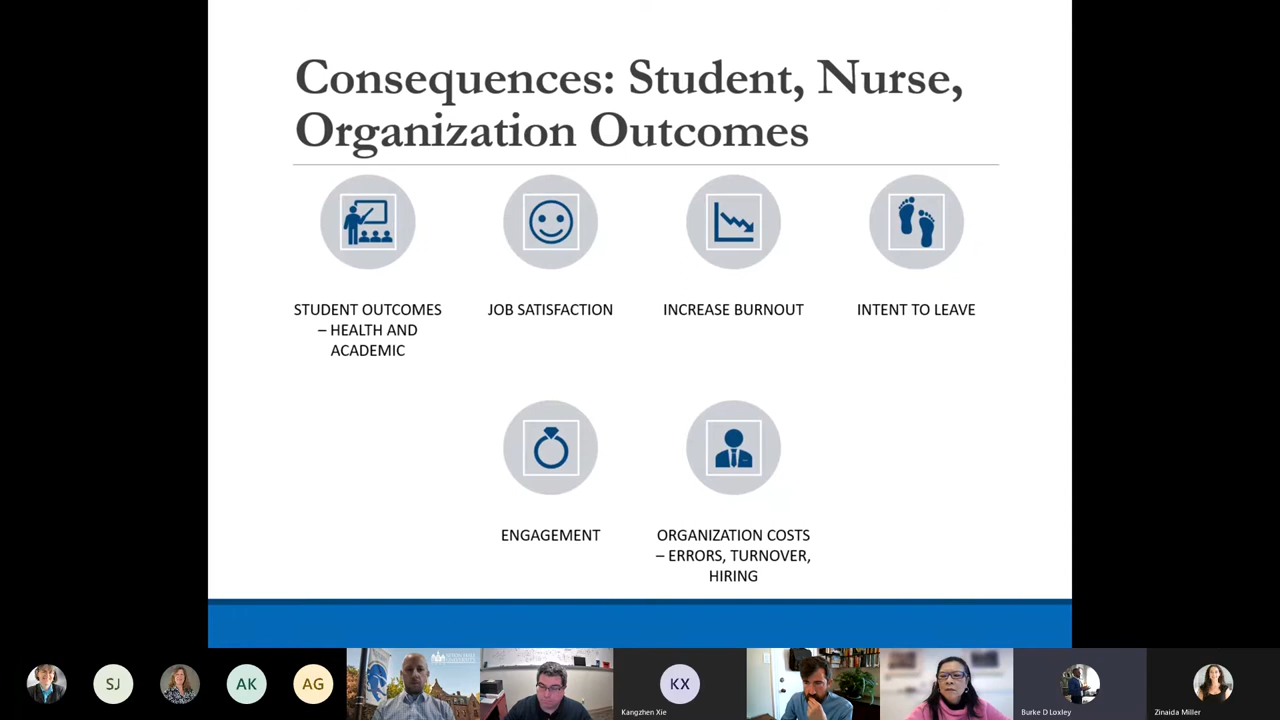 Consequences: Student, Nurse,
Organization Outcomes
STUDENT OUTCOMES
– HEALTH AND
ACADEMIC
JOB SATISFACTION
INCREASE BURNOUT
INTENT TO LEAVE
ENGAGEMENT
ORGANIZATION COSTS
– ERRORS, TURNOVER,
HIRING
SJ
AK
AG
KX
Kangzhen Xie
Burke D Loxley
Zinaida Miller